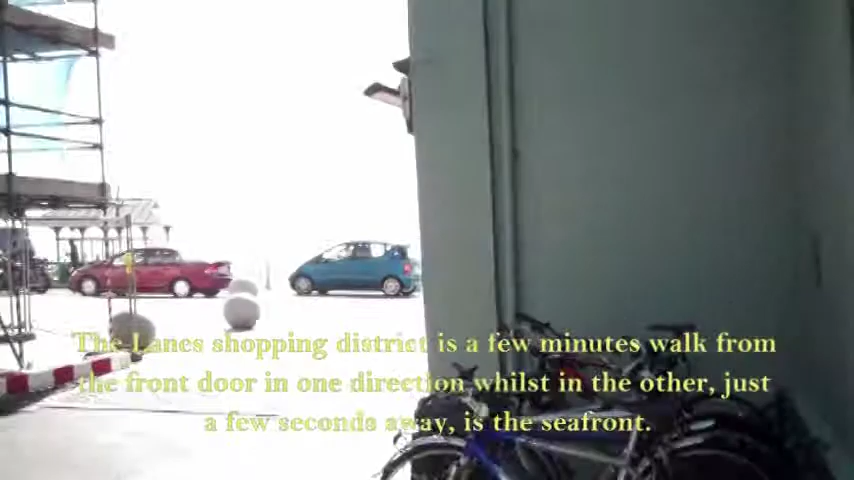 The Lanes shopping district is a few minutes walk from
the front door in one direction whilst in the other, just
a few seconds away, is the seafront.